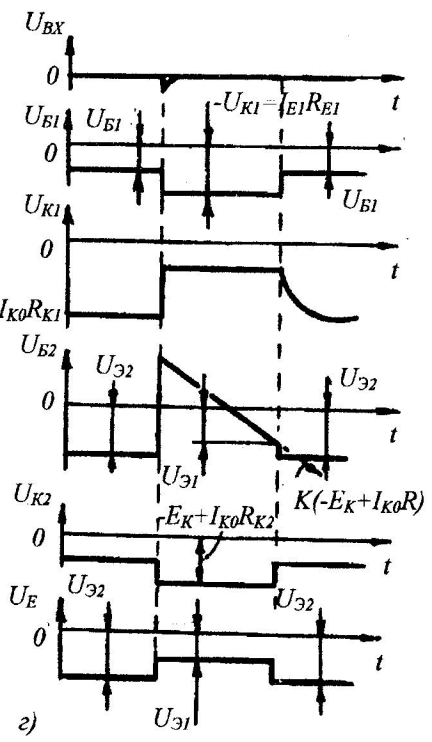 U_ВХ
0
t
U_Б1
U_Б1
-U_К1=I_Е1R_Е1
0
t
U_Б1
U_К1
0
t
I_К0R_К1
U_Б2
U_Э2
U_Э2
0
t
U_Э1
K(-E_К+I_К0R)
U_К2
-E_К+I_К0R_К2
0
t
U_Э2
U_Э2
U_Е
0
t
U_Э1
г)